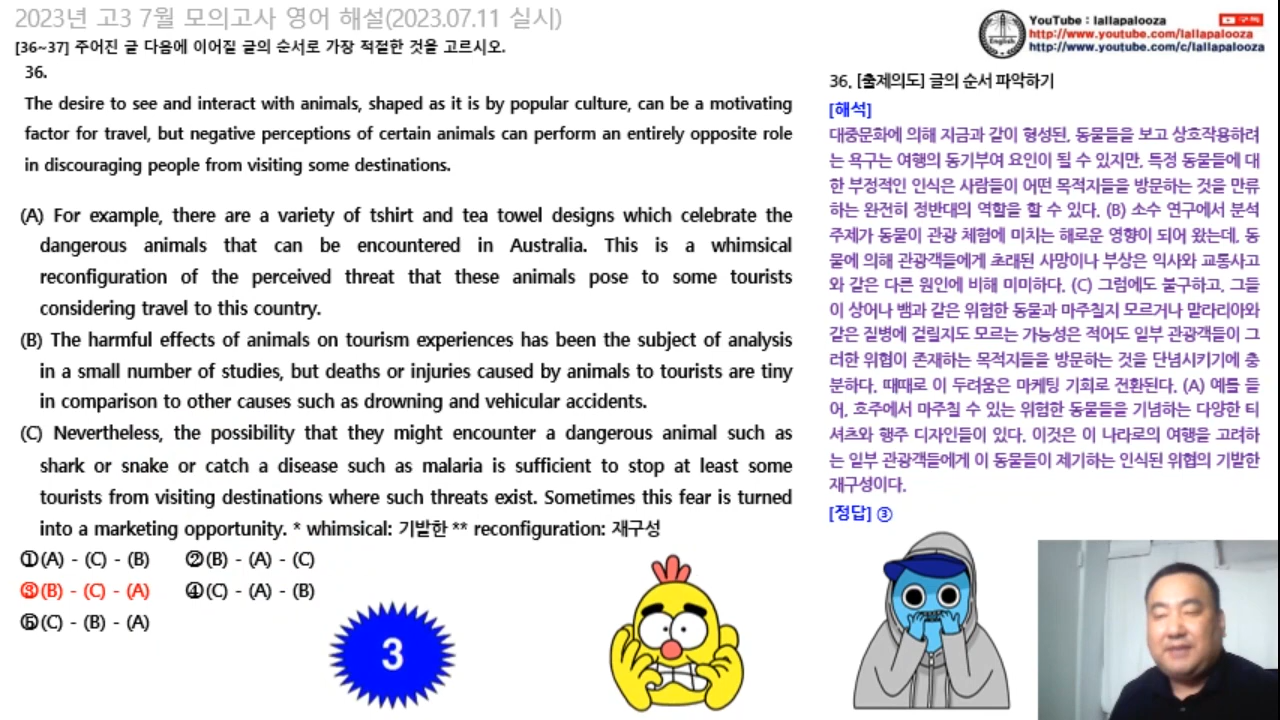 2023년 고3 7월 모의고사 영어 해설(2023.07.11 실시)
[36~37] 주어진 글 다음에 이어질 글의 순서로 가장 적절한 것을 고르시오.
36.
The desire to see and interact with animals, shaped as it is by popular culture, can be a motivating
factor for travel, but negative perceptions of certain animals can perform an entirely opposite role
in discouraging people from visiting some destinations.
(A) For example, there are a variety of tshirt and tea towel designs which celebrate the
dangerous animals that can be encountered in Australia. This is a whimsical
reconfiguration of the perceived threat that these animals pose to some tourists
considering travel to this country.
(B) The harmful effects of animals on tourism experiences has been the subject of analysis
in a small number of studies, but deaths or injuries caused by animals to tourists are tiny
in comparison to other causes such as drowning and vehicular accidents.
(C) Nevertheless, the possibility that they might encounter a dangerous animal such as
shark or snake or catch a disease such as malaria is sufficient to stop at least some
tourists from visiting destinations where such threats exist. Sometimes this fear is turned
into a marketing opportunity. * whimsical: 기발한 ** reconfiguration: 재구성
①(A) - (C) - (B) ②(B) - (A) - (C)
③(B) - (C) - (A) ④(C) - (A) - (B)
⑤(C) - (B) - (A)
3
YouTube : lallapalooza 구독
http://www.youtube.com/lallapalooza
http://www.youtube.com/c/lallapalooza
English
36. [출제의도] 글의 순서 파악하기
[해석]
대중문화에 의해 지금과 같이 형성된, 동물들을 보고 상호작용하려
는 욕구는 여행의 동기부여 요인이 될 수 있지만, 특정 동물들에 대
한 부정적인 인식은 사람들이 어떤 목적지들을 방문하는 것을 만류
하는 완전히 정반대의 역할을 할 수 있다. (B) 소수 연구에서 분석
주제가 동물이 관광 체험에 미치는 해로운 영향이 되어 왔는데, 동
물에 의해 관광객들에게 초래된 사망이나 부상은 익사와 교통사고
와 같은 다른 원인에 비해 미미하다. (C) 그럼에도 불구하고, 그들
이 상어나 뱀과 같은 위험한 동물과 마주칠지 모르거나 말라리아와
같은 질병에 걸릴지도 모르는 가능성은 적어도 일부 관광객들이 그
러한 위협이 존재하는 목적지들을 방문하는 것을 단념시키기에 충
분하다. 때때로 이 두려움은 마케팅 기회로 전환된다. (A) 예를 들
어, 호주에서 마주칠 수 있는 위험한 동물들을 기념하는 다양한 티
셔츠와 행주 디자인들이 있다. 이것은 이 나라로의 여행을 고려하
는 일부 관광객들에게 이 동물들이 제기하는 인식된 위협의 기발한
재구성이다.
[정답] ③